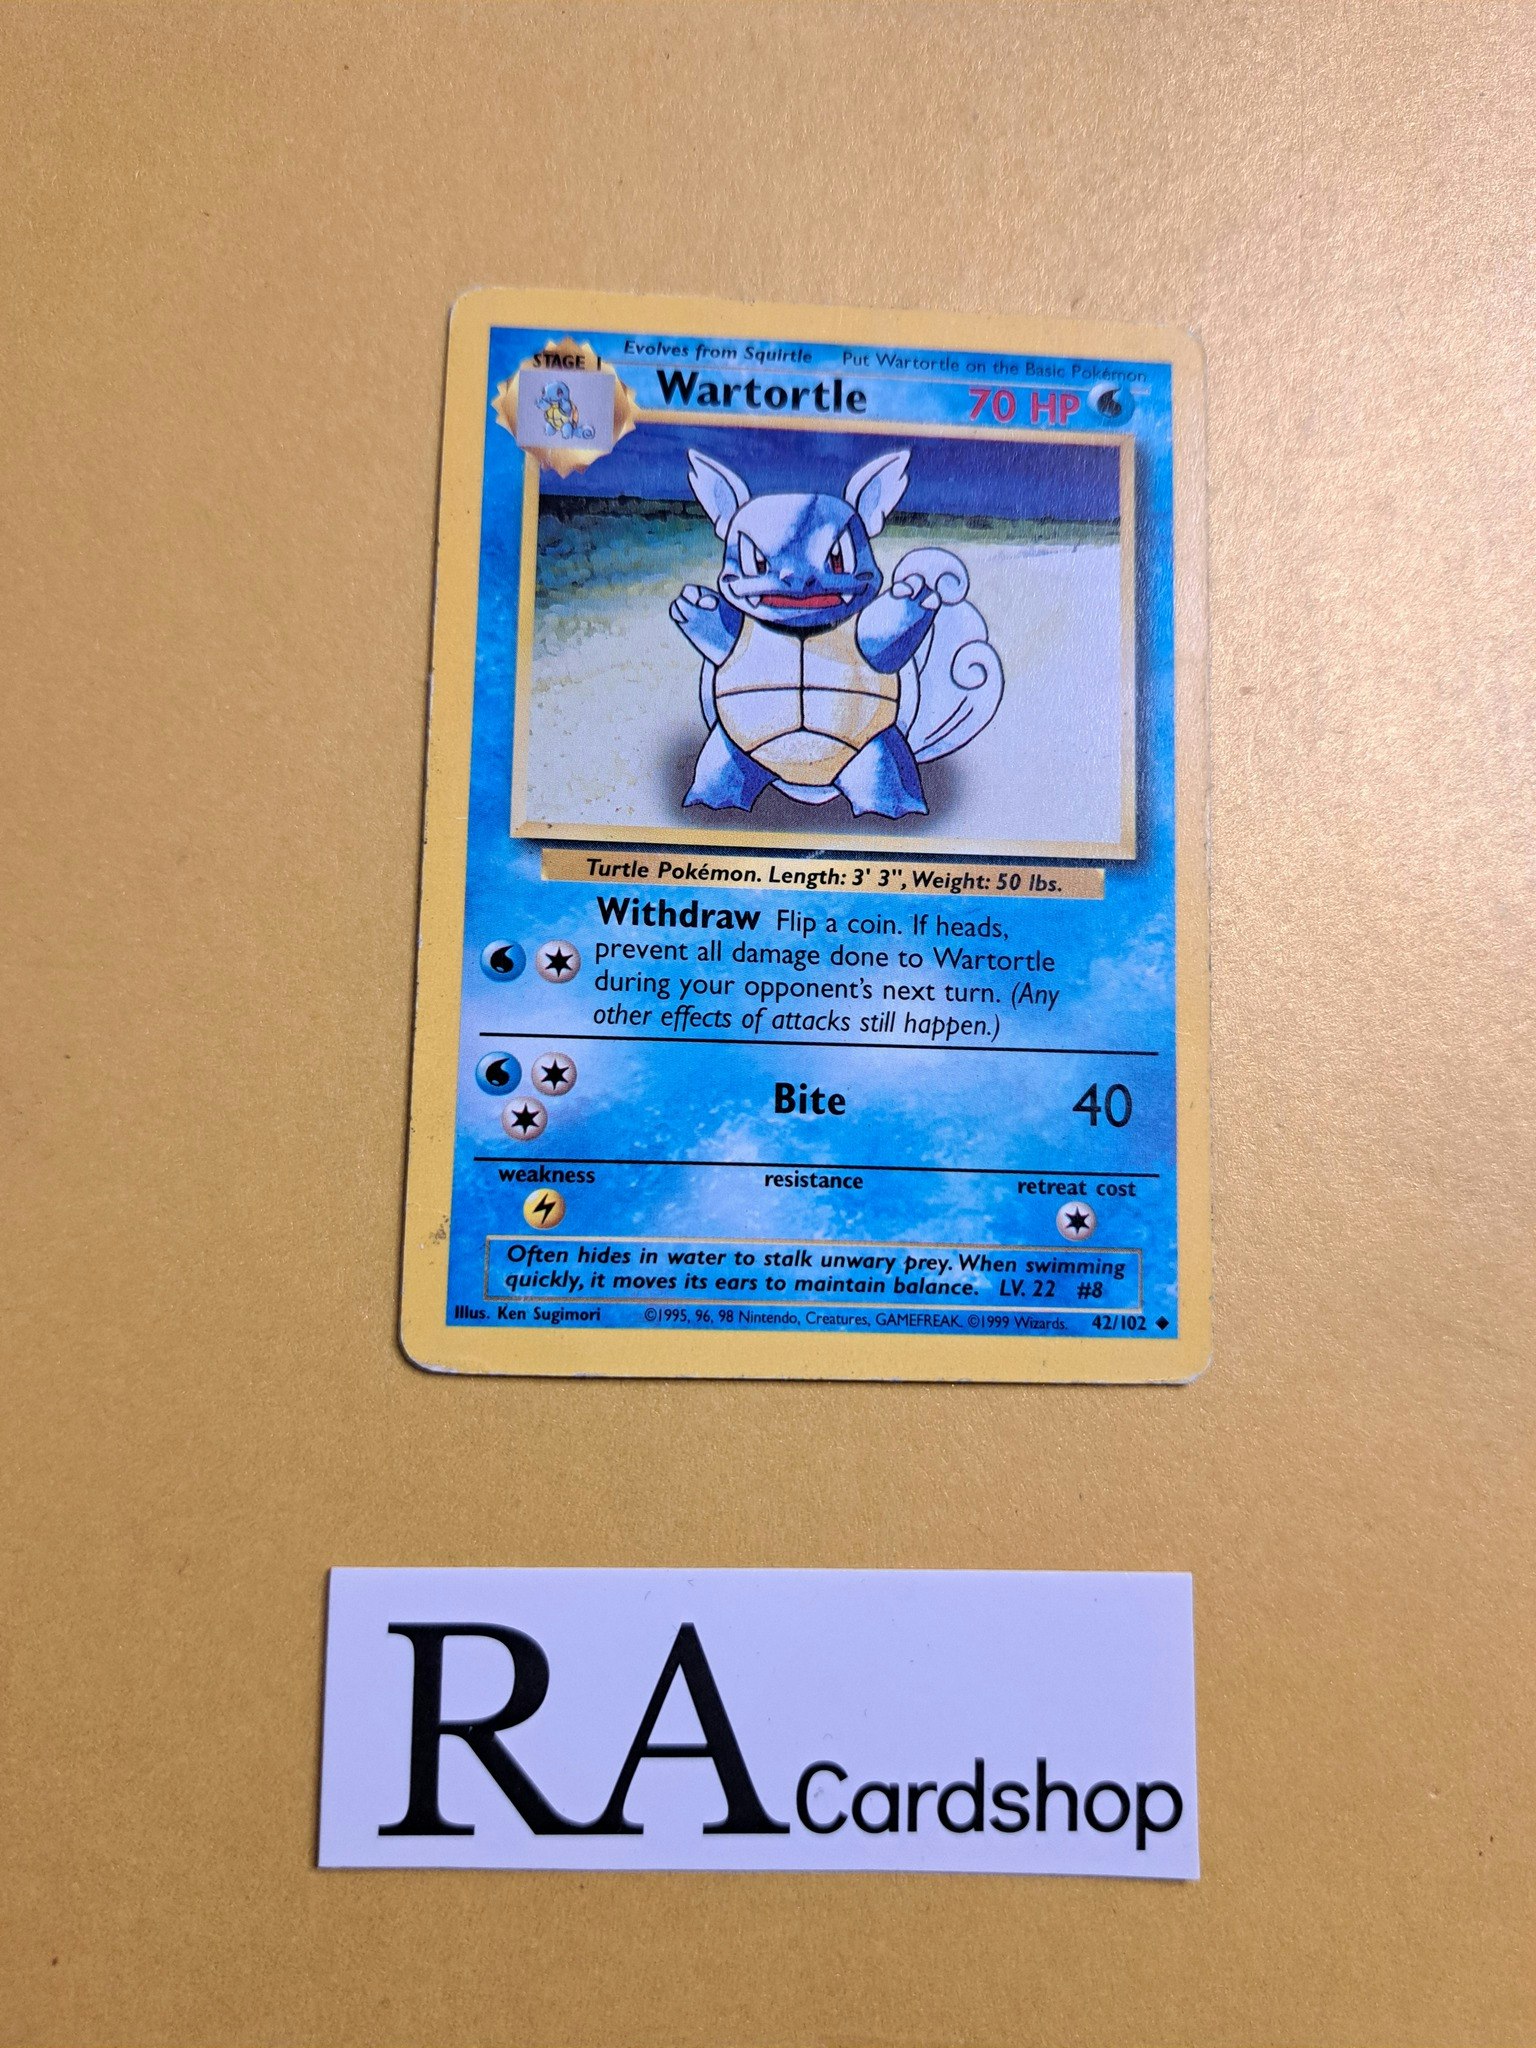 STAGE 1
Evolves from Squirtle Put Wartortle on the Basic Pokémon
Wartortle 70 HP
Turtle Pokémon. Length: 3' 3", Weight: 50 lbs.
Withdraw Flip a coin. If heads,
prevent all damage done to Wartortle
during your opponent's next turn. (Any
other effects of attacks still happen.)
Bite 40
weakness resistance retreat cost
Often hides in water to stalk unwary prey. When swimming
quickly, it moves its ears to maintain balance. LV. 22 #8
Illus. Ken Sugimori ©1995, 96, 98 Nintendo, Creatures, GAMEFREAK. ©1999 Wizards. 42/102
RA Cardshop